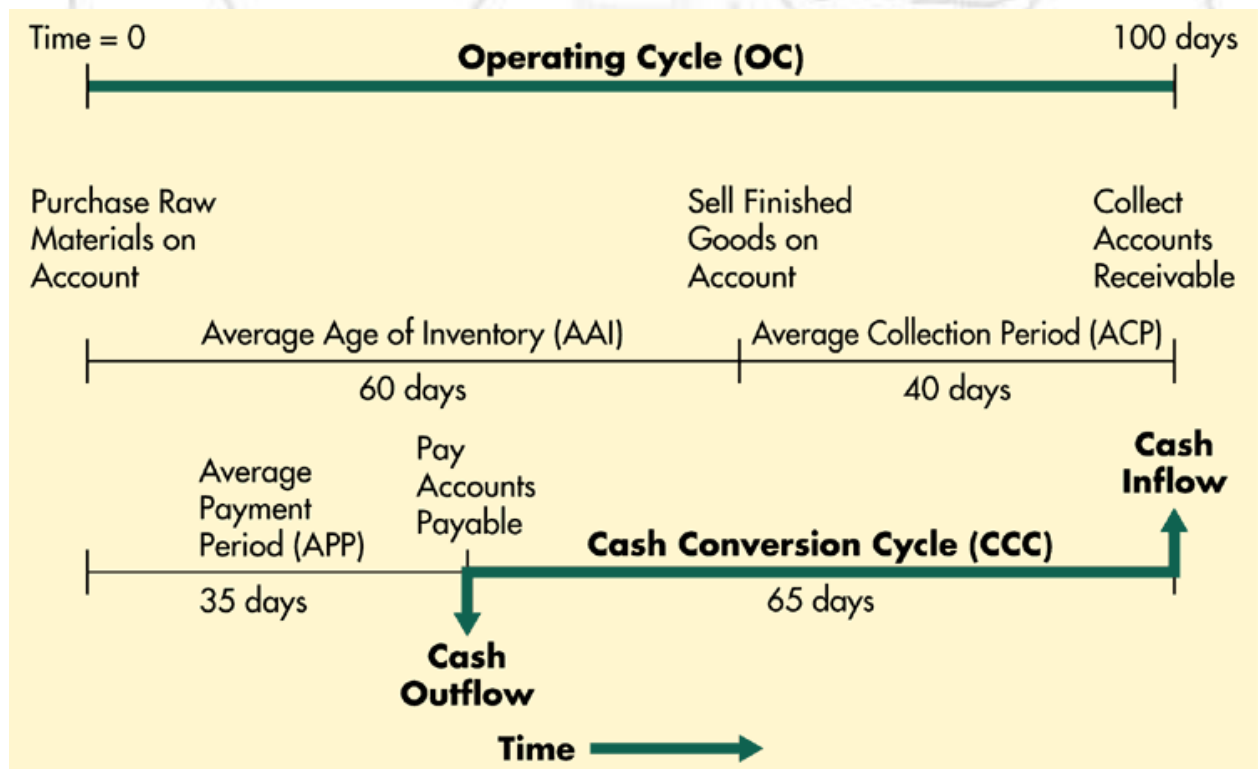 Time = 0
100 days
Operating Cycle (OC)
Purchase Raw
Materials on
Account
Sell Finished
Goods on
Account
Collect
Accounts
Receivable
Average Age of Inventory (AAI)
Average Collection Period (ACP)
60 days
40 days
Average
Payment
Period (APP)
Pay
Accounts
Payable
Cash
Inflow
Cash Conversion Cycle (CCC)
35 days
65 days
Cash
Outflow
Time